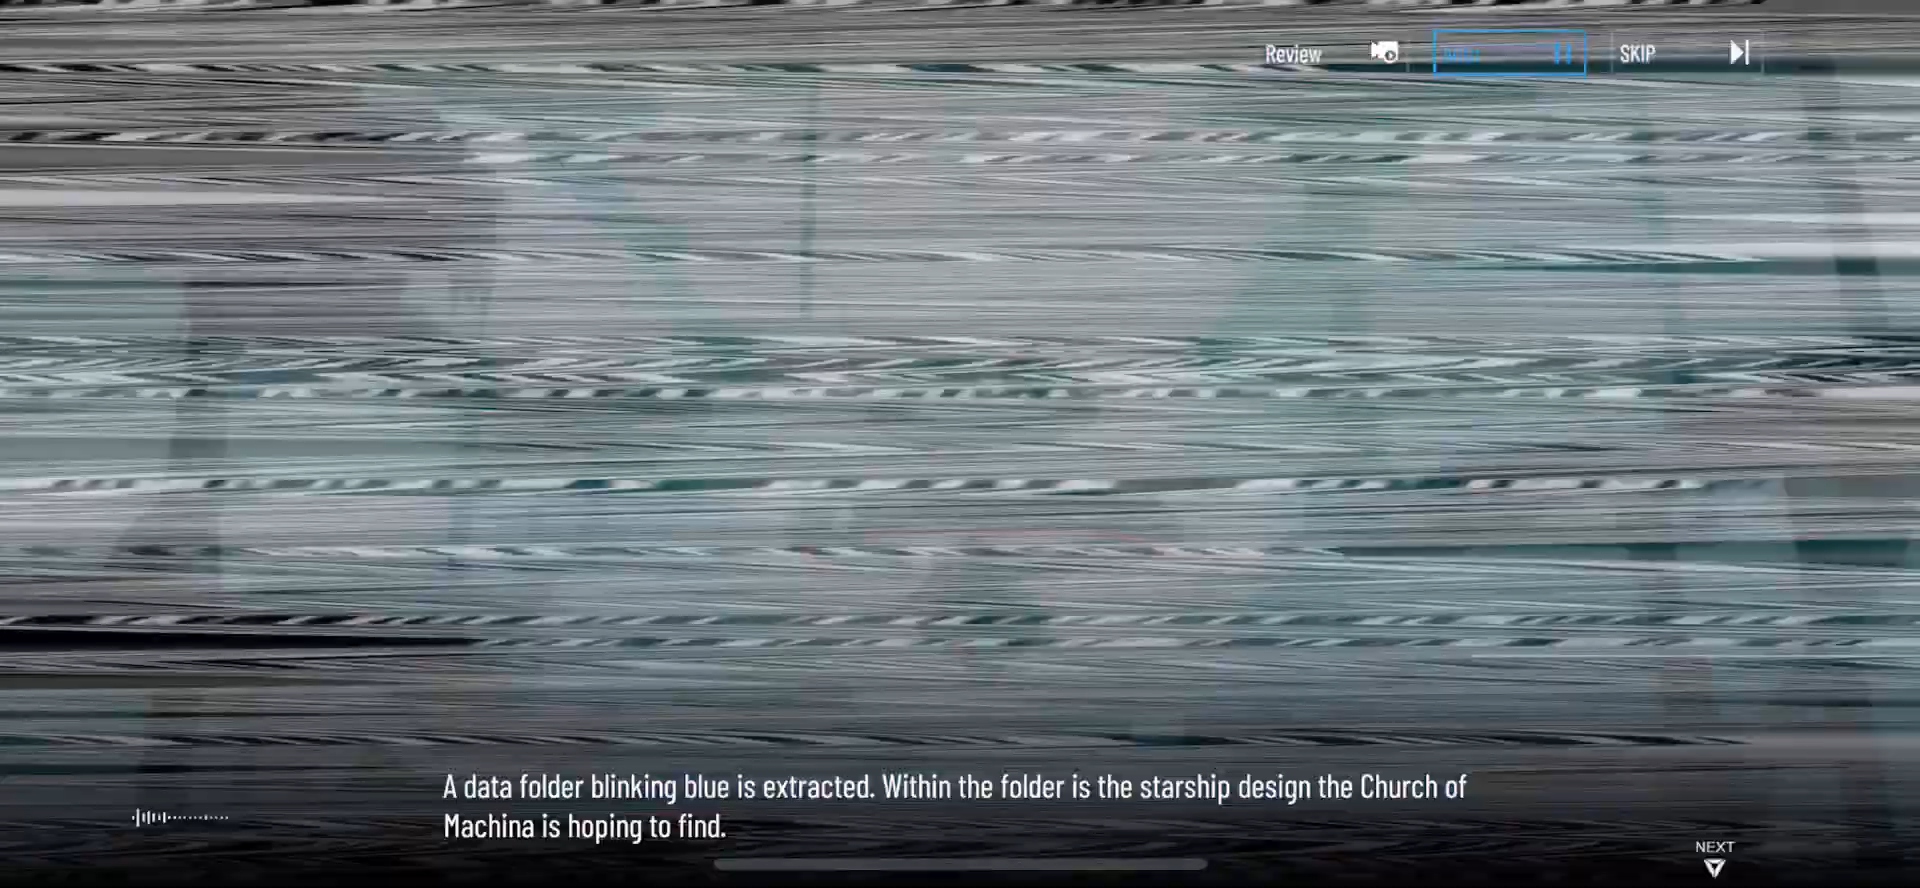 Review
SKIP
A data folder blinking blue is extracted. Within the folder is the starship design the Church of
Machina is hoping to find.
NEXT